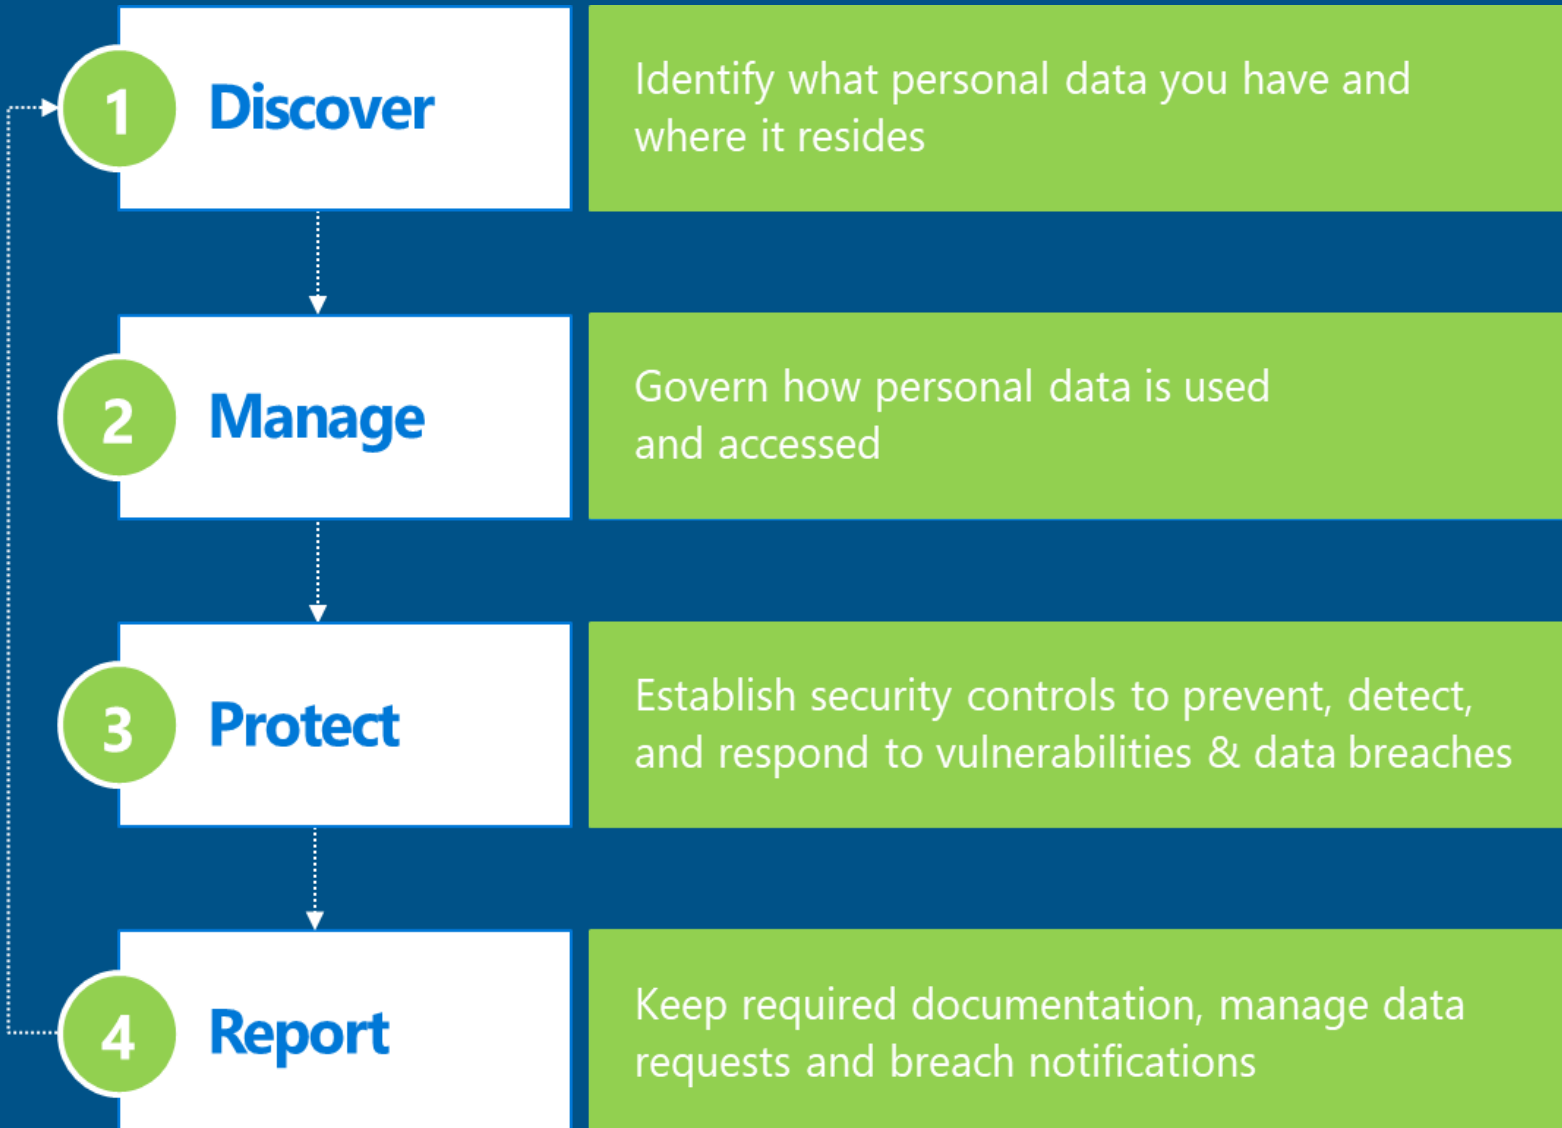 1
Discover
Identify what personal data you have and
where it resides
2
Manage
Govern how personal data is used
and accessed
3
Protect
Establish security controls to prevent, detect,
and respond to vulnerabilities & data breaches
4
Report
Keep required documentation, manage data
requests and breach notifications